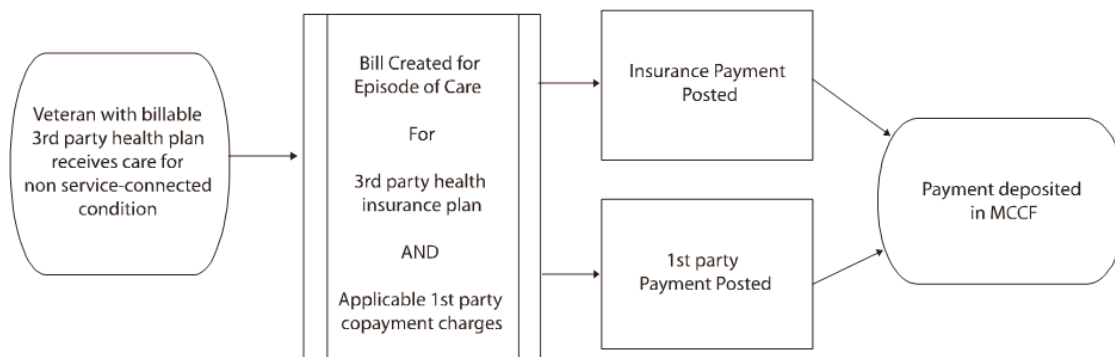 Veteran with billable
3rd party health plan
receives care for
non service-connected
condition
Bill Created for
Episode of Care
For
3rd party health
insurance plan
AND
Applicable 1st party
copayment charges
Insurance Payment
Posted
1st party
Payment Posted
Payment deposited
in MCCF